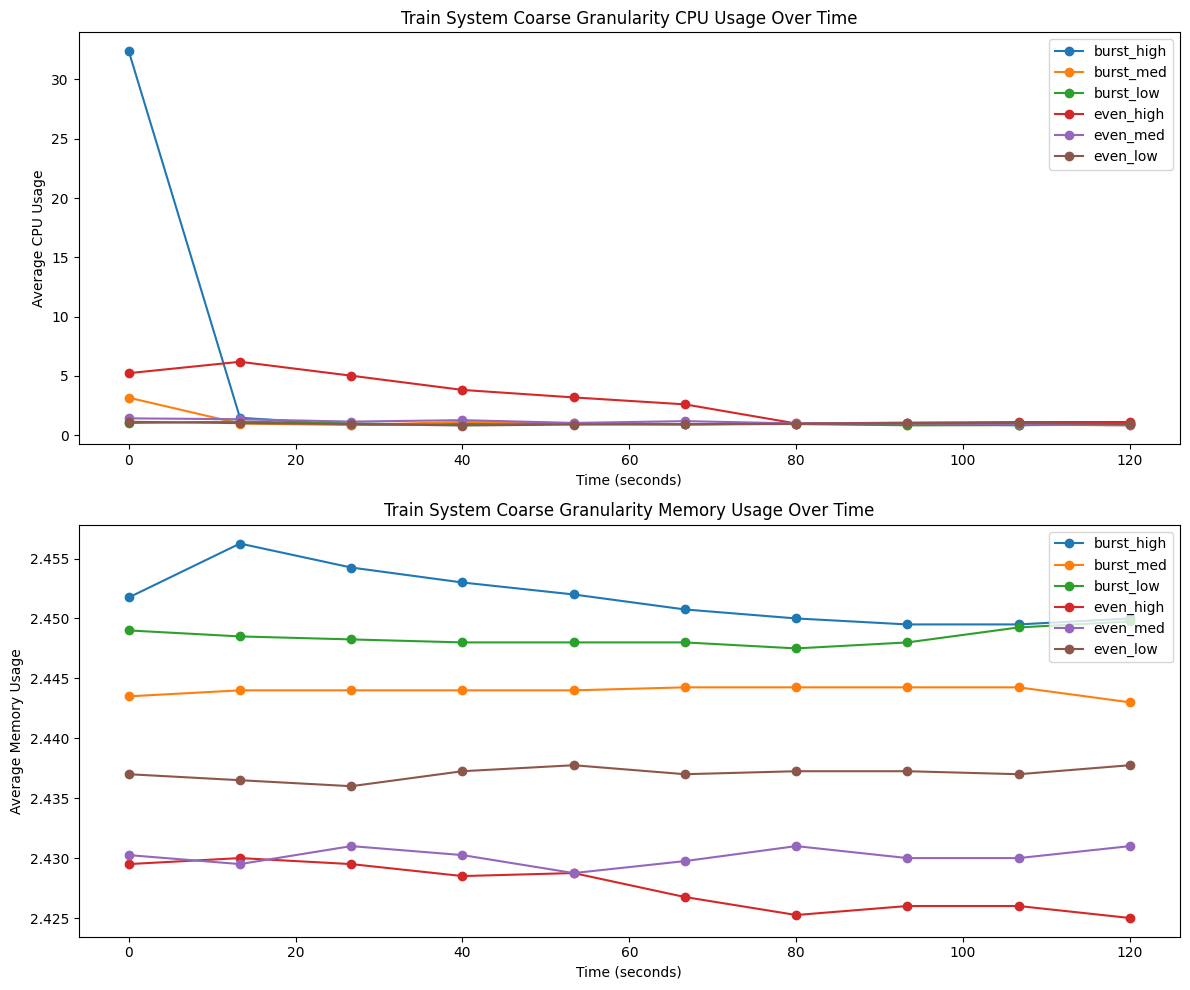 Train System Coarse Granularity CPU Usage Over Time
burst_high
burst_med
burst_low
even_high
even_med
even_low
30
25
20
15
10
5
0
Average CPU Usage
0 20 40 60 80 100 120
Time (seconds)
Train System Coarse Granularity Memory Usage Over Time
burst_high
burst_med
burst_low
even_high
even_med
even_low
2.455
2.450
2.445
2.440
2.435
2.430
2.425
Average Memory Usage
0 20 40 60 80 100 120
Time (seconds)